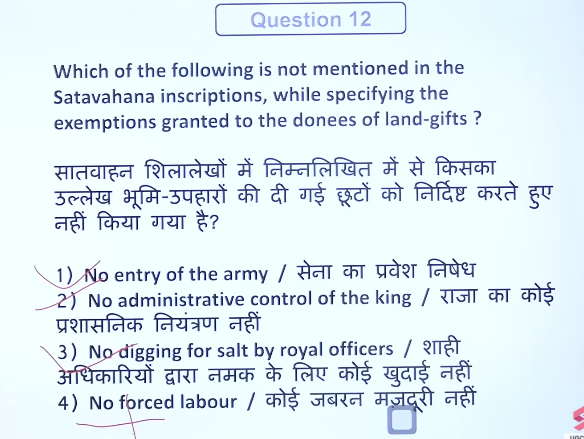 Question 12
Which of the following is not mentioned in the
Satavahana inscriptions, while specifying the
exemptions granted to the donees of land-gifts ?
सातवाहन शिलालेखों में निम्नलिखित में से किसका
उल्लेख भूमि-उपहारों की दी गई छूटों को निर्दिष्ट करते हुए
नहीं किया गया है?
1) No entry of the army / सेना का प्रवेश निषेध
2) No administrative control of the king / राजा का कोई
प्रशासनिक नियंत्रण नहीं
3) No digging for salt by royal officers / शाही
अधिकारियों द्वारा नमक के लिए कोई खुदाई नहीं
4) No forced labour / कोई जबरन मजदूरी नहीं